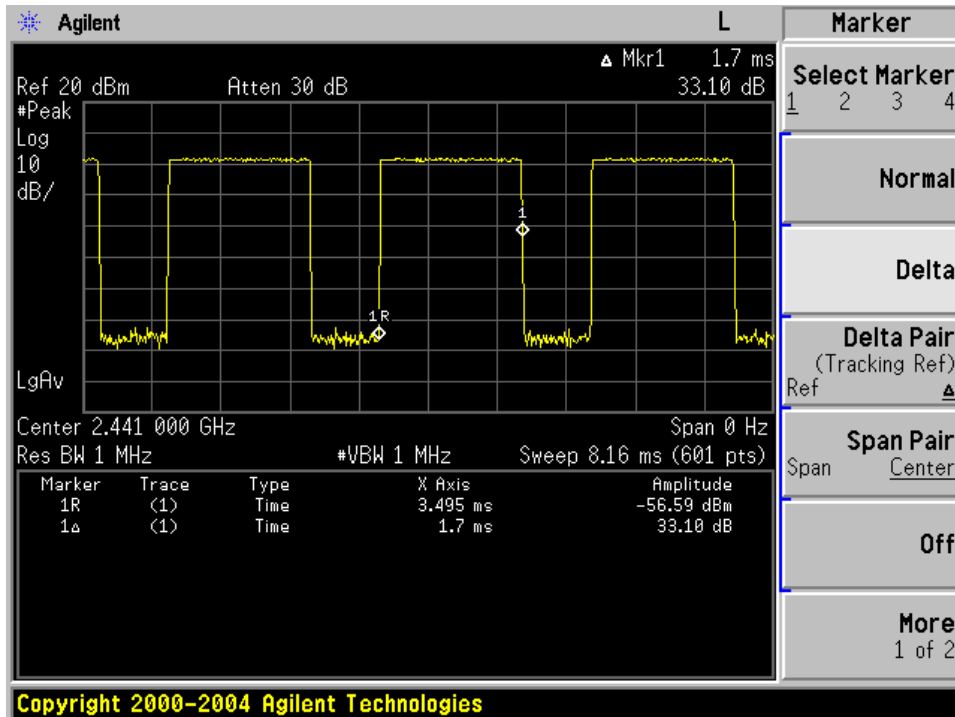 Agilent L
Δ Mkr1 1.7 ms
Ref 20 dBm Atten 30 dB 33.10 dB
#Peak
Log
10
dB/
1
1R
LgAv
Center 2.441 000 GHz Span 0 Hz
Res BW 1 MHz #VBW 1 MHz Sweep 8.16 ms (601 pts)
Marker Trace Type X Axis Amplitude
1R (1) Time 3.495 ms -56.59 dBm
1Δ (1) Time 1.7 ms 33.10 dB
Marker
Select Marker
1 2 3 4
Normal
Delta
Delta Pair
(Tracking Ref)
Ref Δ
Span Pair
Span Center
Off
More
1 of 2
Copyright 2000-2004 Agilent Technologies